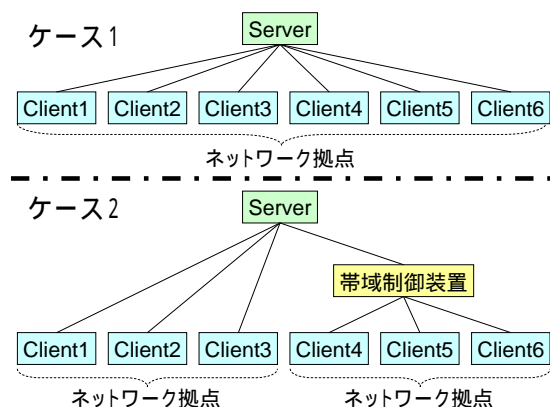 ケース1
Server
Client1 Client2 Client3 Client4 Client5 Client6
ネットワーク拠点
ケース2
Server
帯域制御装置
Client1 Client2 Client3 Client4 Client5 Client6
ネットワーク拠点 ネットワーク拠点